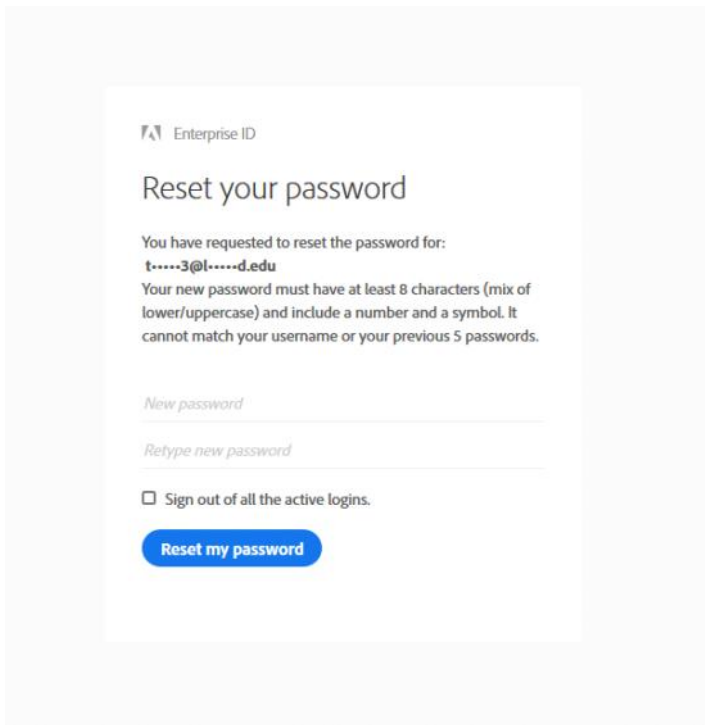 Enterprise ID
Reset your password
You have requested to reset the password for:
t•••••3@l•••••d.edu
Your new password must have at least 8 characters (mix of
lower/uppercase) and include a number and a symbol. It
cannot match your username or your previous 5 passwords.
New password
Retype new password
Sign out of all the active logins.
Reset my password